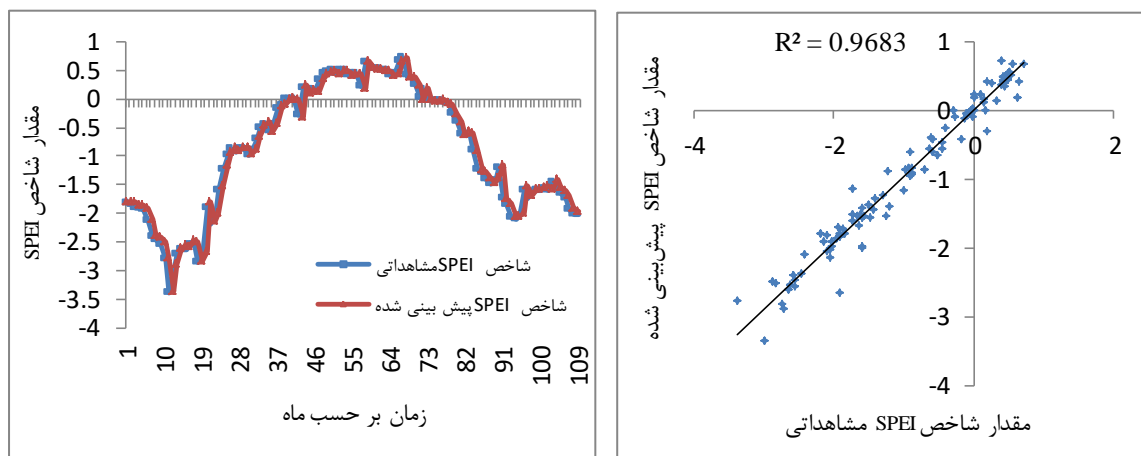 1
0.5
0
-0.5
-1
-1.5
-2
-2.5
-3
-3.5
-4
مقدار شاخص SPEI
شاخص SPEIمشاهداتی
شاخص SPEIپیش بینی شده
1 10 19 28 37 46 55 64 73 82 91 100 109
زمان بر حسب ماه
R² = 0.9683
1
0
-1
-2
-3
-4
-4 -2 0 2
مقدار شاخص SPEI پیش‌بینی شده
مقدار شاخص SPEI مشاهداتی